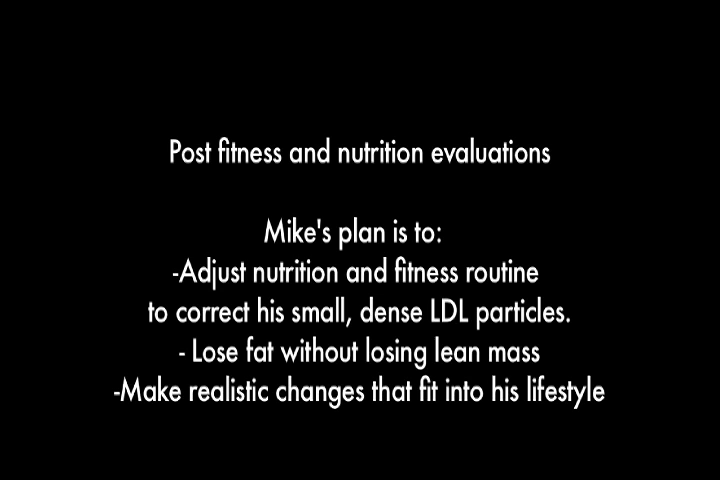 Post fitness and nutrition evaluations
Mike's plan is to:
-Adjust nutrition and fitness routine
to correct his small, dense LDL particles.
- Lose fat without losing lean mass
-Make realistic changes that fit into his lifestyle